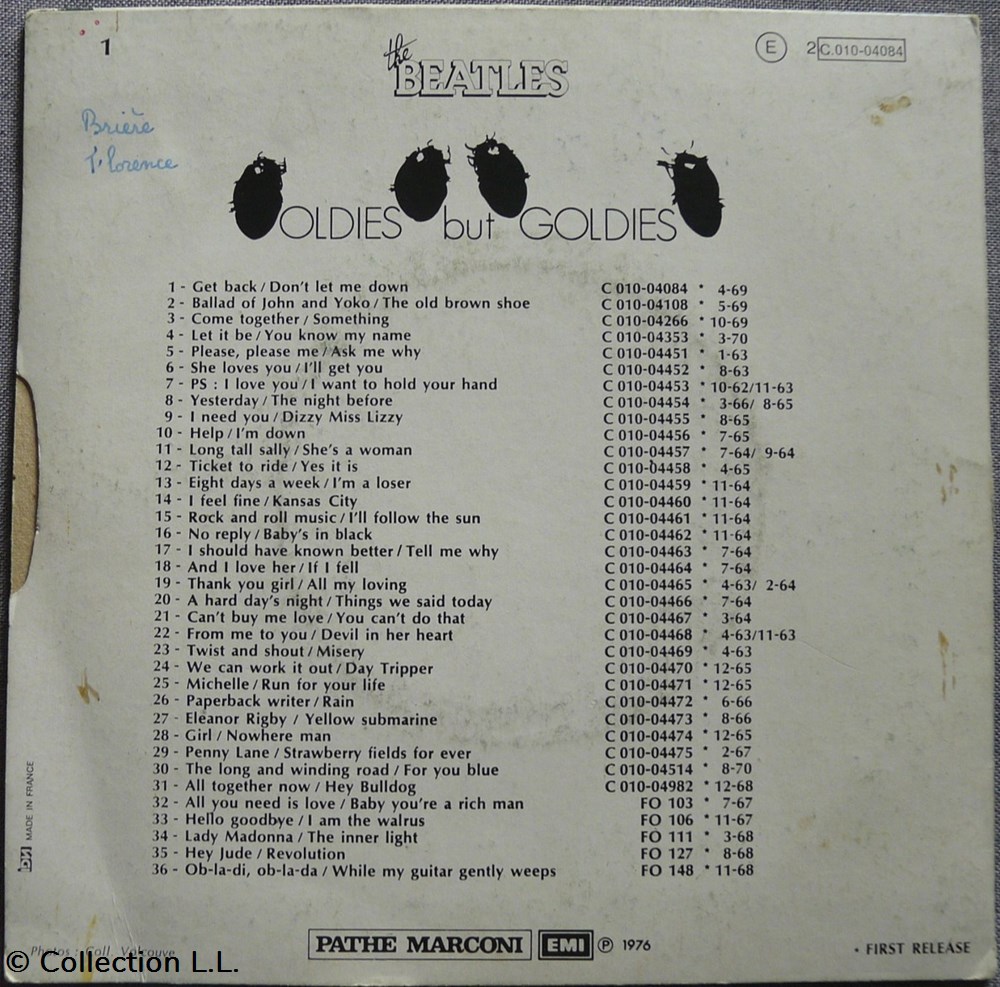 1
the
BEATLES
E 2 C.010-04084
Brière
Florence
OLDIES but GOLDIES
1 - Get back / Don't let me down C 010-04084 * 4-69
2 - Ballad of John and Yoko / The old brown shoe C 010-04108 * 5-69
3 - Come together / Something C 010-04266 * 10-69
4 - Let it be / You know my name C 010-04353 * 3-70
5 - Please, please me / Ask me why C 010-04451 * 1-63
6 - She loves you / I'll get you C 010-04452 * 8-63
7 - PS : I love you / I want to hold your hand C 010-04453 * 10-62/11-63
8 - Yesterday / The night before C 010-04454 * 3-66/ 8-65
9 - I need you / Dizzy Miss Lizzy C 010-04455 * 8-65
10 - Help / I'm down C 010-04456 * 7-65
11 - Long tall sally / She's a woman C 010-04457 * 7-64/ 9-64
12 - Ticket to ride / Yes it is C 010-04458 * 4-65
13 - Eight days a week / I'm a loser C 010-04459 * 11-64
14 - I feel fine / Kansas City C 010-04460 * 11-64
15 - Rock and roll music / I'll follow the sun C 010-04461 * 11-64
16 - No reply / Baby's in black C 010-04462 * 11-64
17 - I should have known better / Tell me why C 010-04463 * 7-64
18 - And I love her / If I fell C 010-04464 * 7-64
19 - Thank you girl / All my loving C 010-04465 * 4-63/ 2-64
20 - A hard day's night / Things we said today C 010-04466 * 7-64
21 - Can't buy me love / You can't do that C 010-04467 * 3-64
22 - From me to you / Devil in her heart C 010-04468 * 4-63/11-63
23 - Twist and shout / Misery C 010-04469 * 4-63
24 - We can work it out / Day Tripper C 010-04470 * 12-65
25 - Michelle / Run for your life C 010-04471 * 12-65
26 - Paperback writer / Rain C 010-04472 * 6-66
27 - Eleanor Rigby / Yellow submarine C 010-04473 * 8-66
28 - Girl / Nowhere man C 010-04474 * 12-65
29 - Penny Lane / Strawberry fields for ever C 010-04475 * 2-67
30 - The long and winding road / For you blue C 010-04514 * 8-70
31 - All together now / Hey Bulldog C 010-04982 * 12-68
32 - All you need is love / Baby you're a rich man FO 103 * 7-67
33 - Hello goodbye / I am the walrus FO 106 * 11-67
34 - Lady Madonna / The inner light FO 111 * 3-68
35 - Hey Jude / Revolution FO 127 * 8-68
36 - Ob-la-di, ob-la-da / While my guitar gently weeps FO 148 * 11-68
MADE IN FRANCE
Photos : Coll. Valcouve
PATHE MARCONI EMI ℗ 1976
* FIRST RELEASE
© Collection L.L.